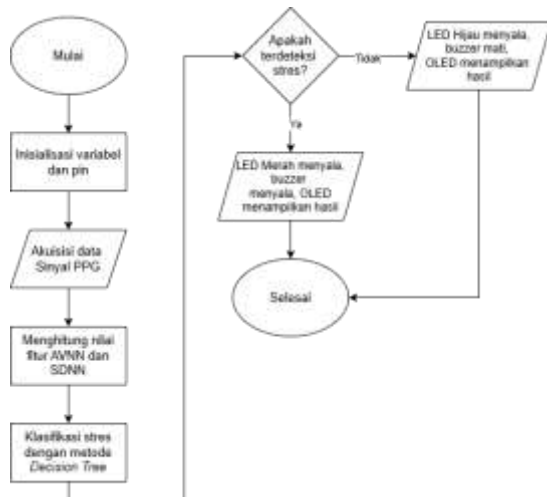 Mulai
Inisialisasi variabel
dan pin
Akuisisi data
Sinyal PPG
Menghitung nilai
fitur AVNN dan
SDNN
Klasifikasi stres
dengan metode
Decision Tree
Apakah
terdeteksi
stres?
Tidak
LED Hijau menyala,
buzzer mati,
OLED menampilkan
hasil
Ya
LED Merah menyala,
buzzer
menyala, OLED
menampilkan hasil
Selesai